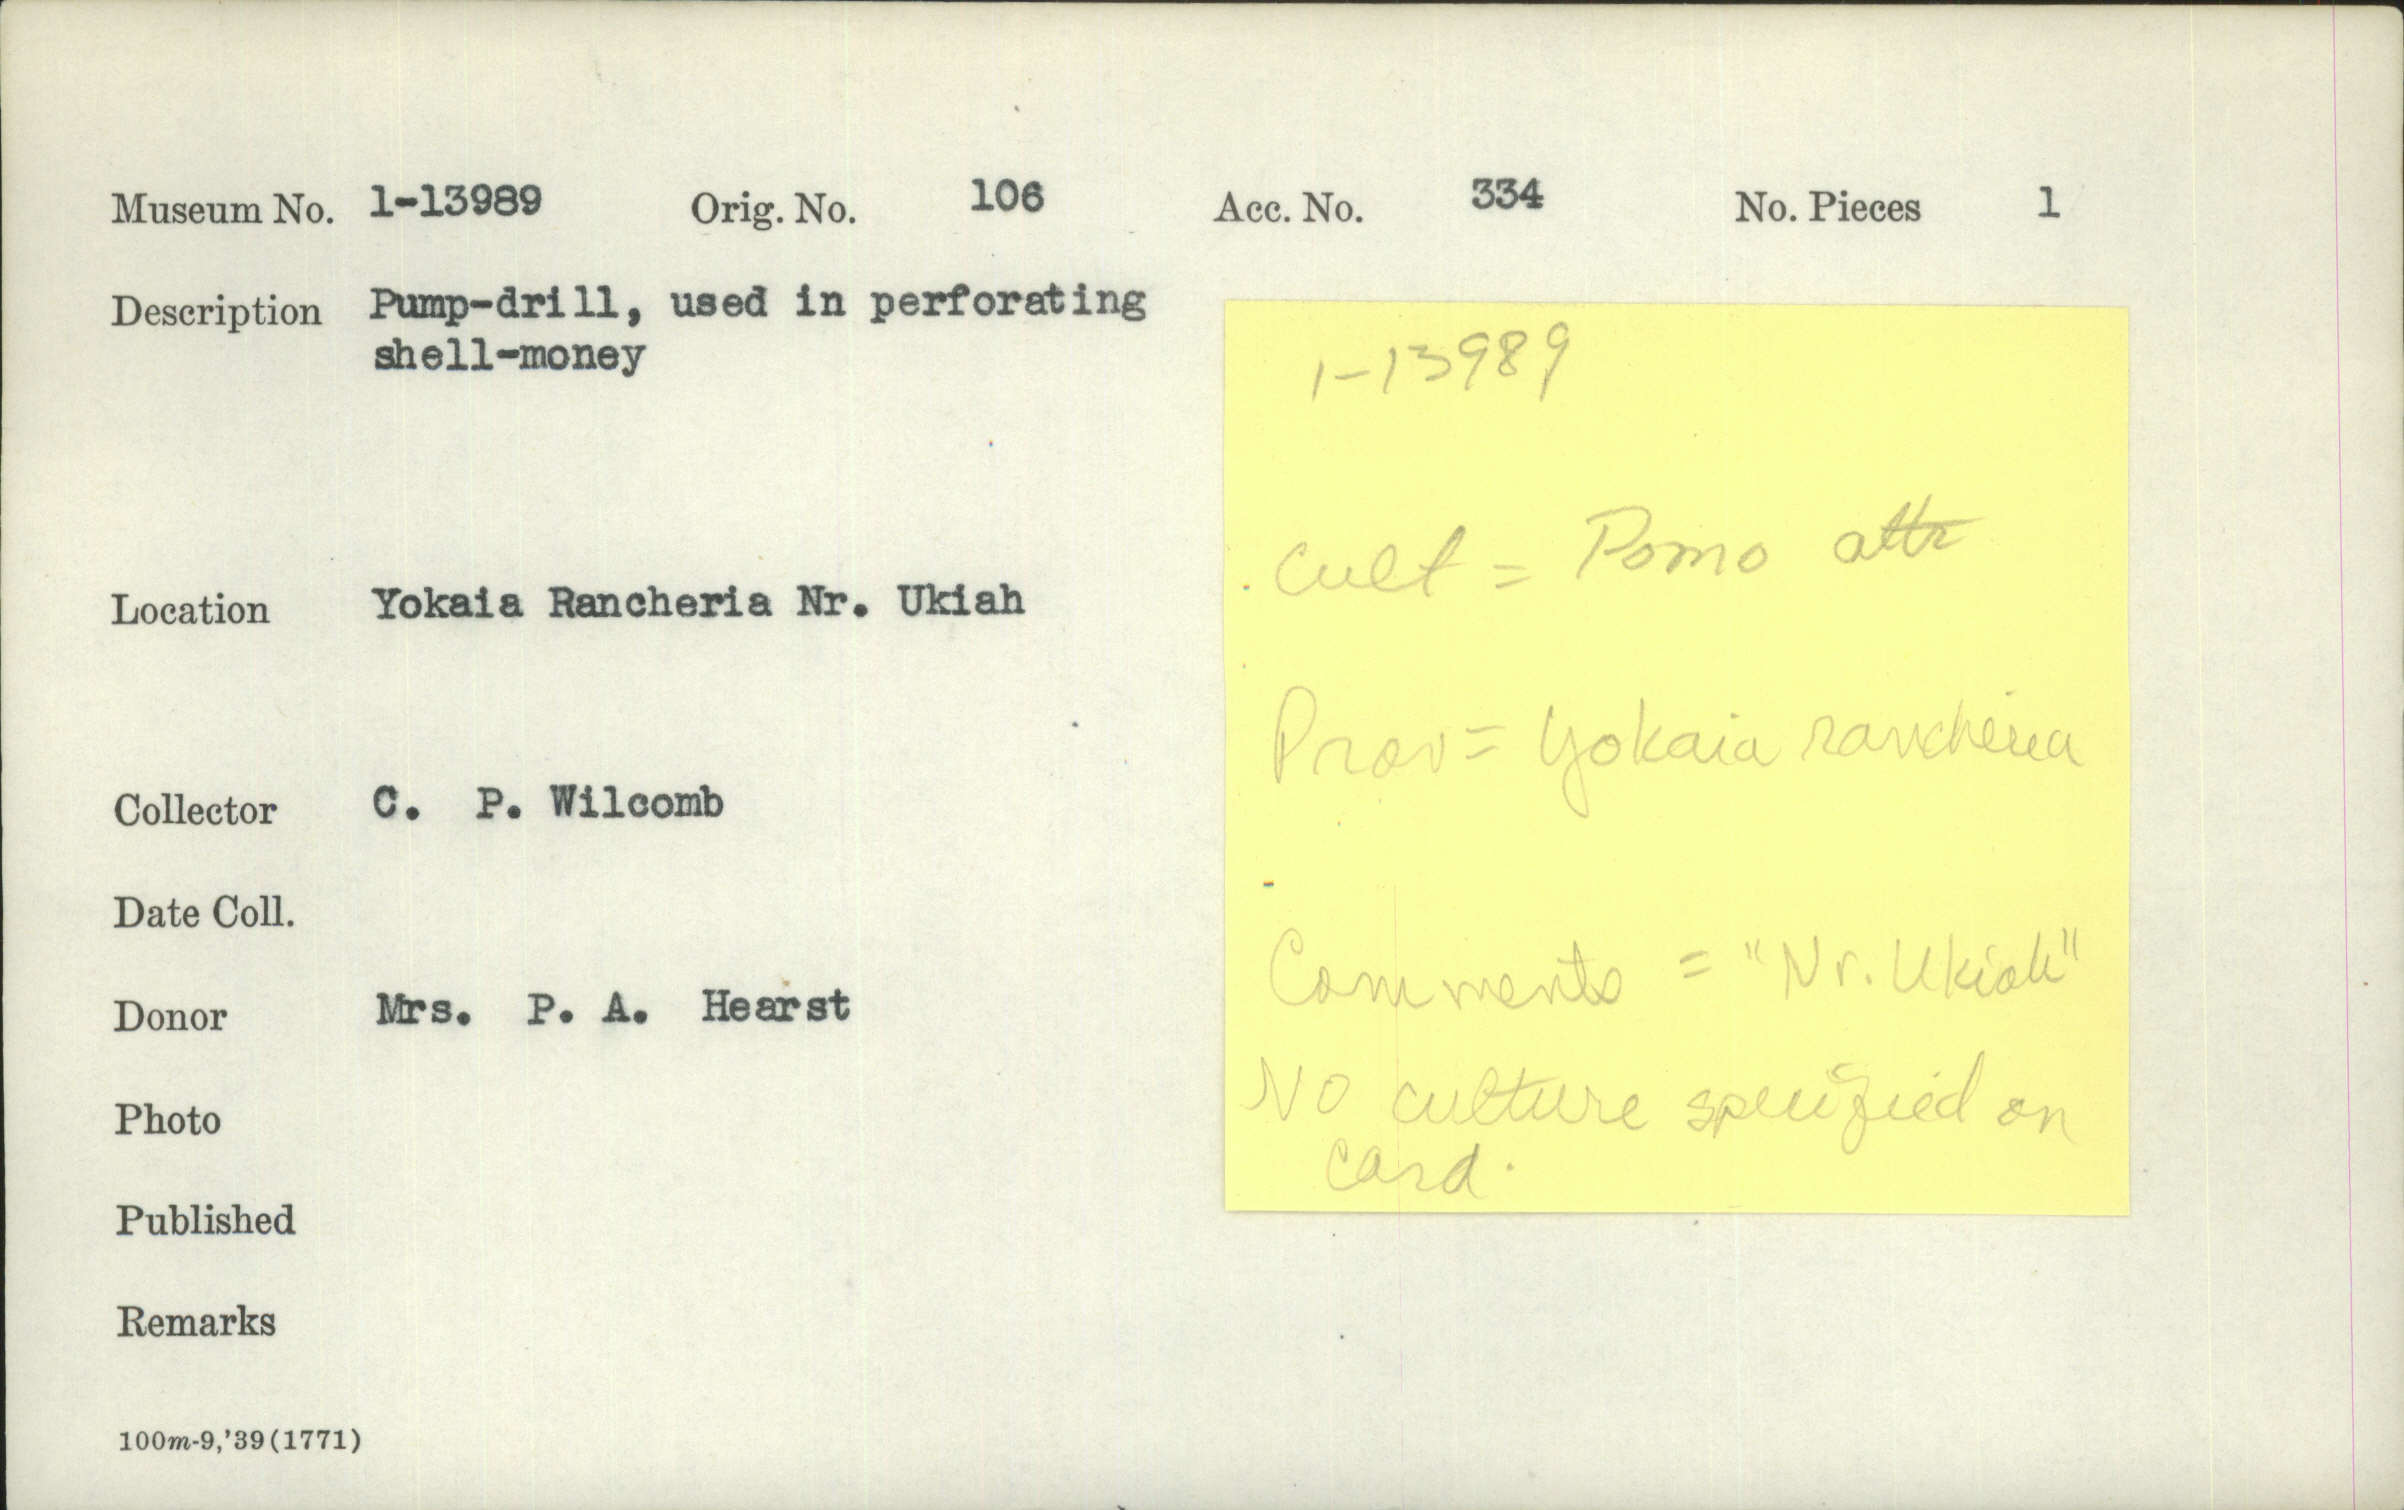 Museum No. 1-13989 Orig. No. 106 Acc. No. 334 No. Pieces 1
Description Pump-drill, used in perforating
shell-money
Location Yokaia Rancheria Nr. Ukiah
Collector C. P. Wilcomb
Date Coll.
Donor Mrs. P. A. Hearst
Photo
Published
Remarks
100m-9,'39(1771)
1-13989
Cult = Pomo attr
Prov = Yokaia rancheria
Comments = "Nr. Ukiah"
No culture specified on
card.